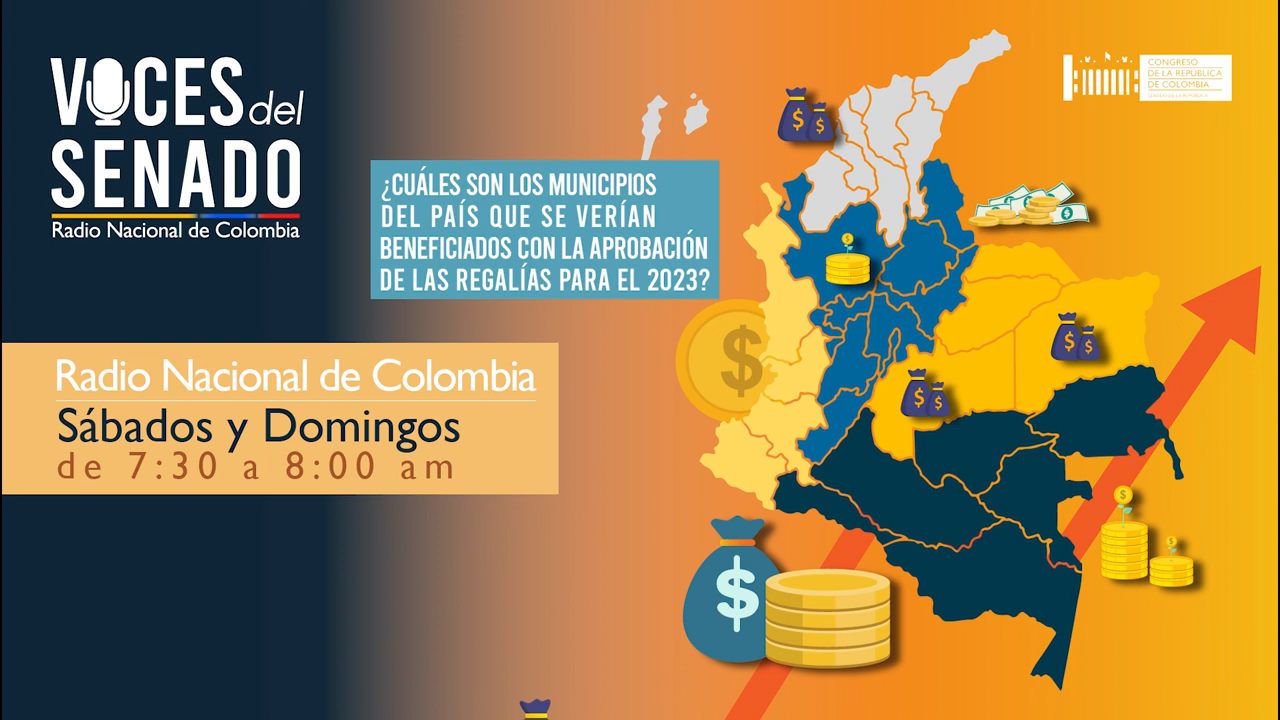 VOCES del
SENADO
Radio Nacional de Colombia
¿CUÁLES SON LOS MUNICIPIOS
DEL PAÍS QUE SE VERÍAN
BENEFICIADOS CON LA APROBACIÓN
DE LAS REGALÍAS PARA EL 2023?
Radio Nacional de Colombia
Sábados y Domingos
de 7:30 a 8:00 am
CONGRESO
DE LA REPÚBLICA
DE COLOMBIA